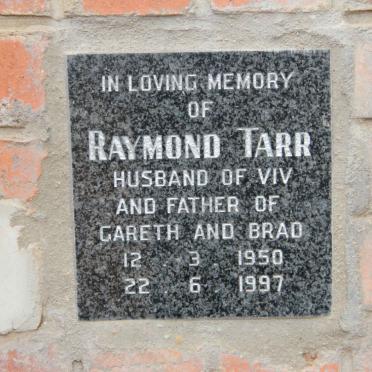 IN LOVING MEMORY
OF
RAYMOND TARR
HUSBAND OF VIV
AND FATHER OF
GARETH AND BRAD
12 3 1950
22 6 1997